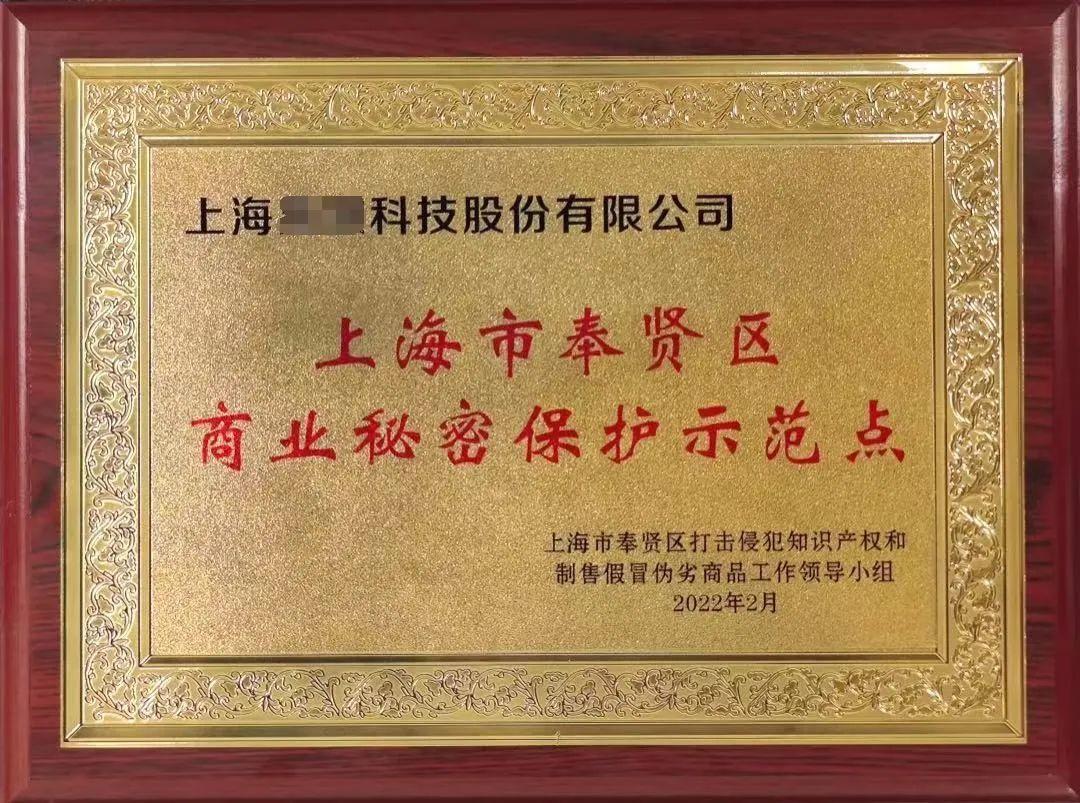 上海科技股份有限公司
上海市奉贤区
商业秘密保护示范点
上海市奉贤区打击侵犯知识产权和
制售假冒伪劣商品工作领导小组
2022年2月